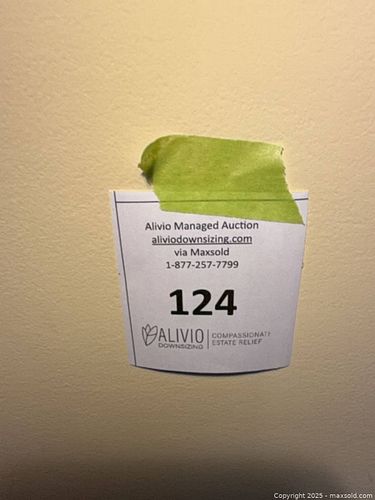 Alivio Managed Auction
aliviodownsizing.com
via Maxsold
1-877-257-7799
124
ALIVIO
DOWNSIZING
COMPASSIONATE
ESTATE RELIEF
Copyright 2025 - maxsold.com